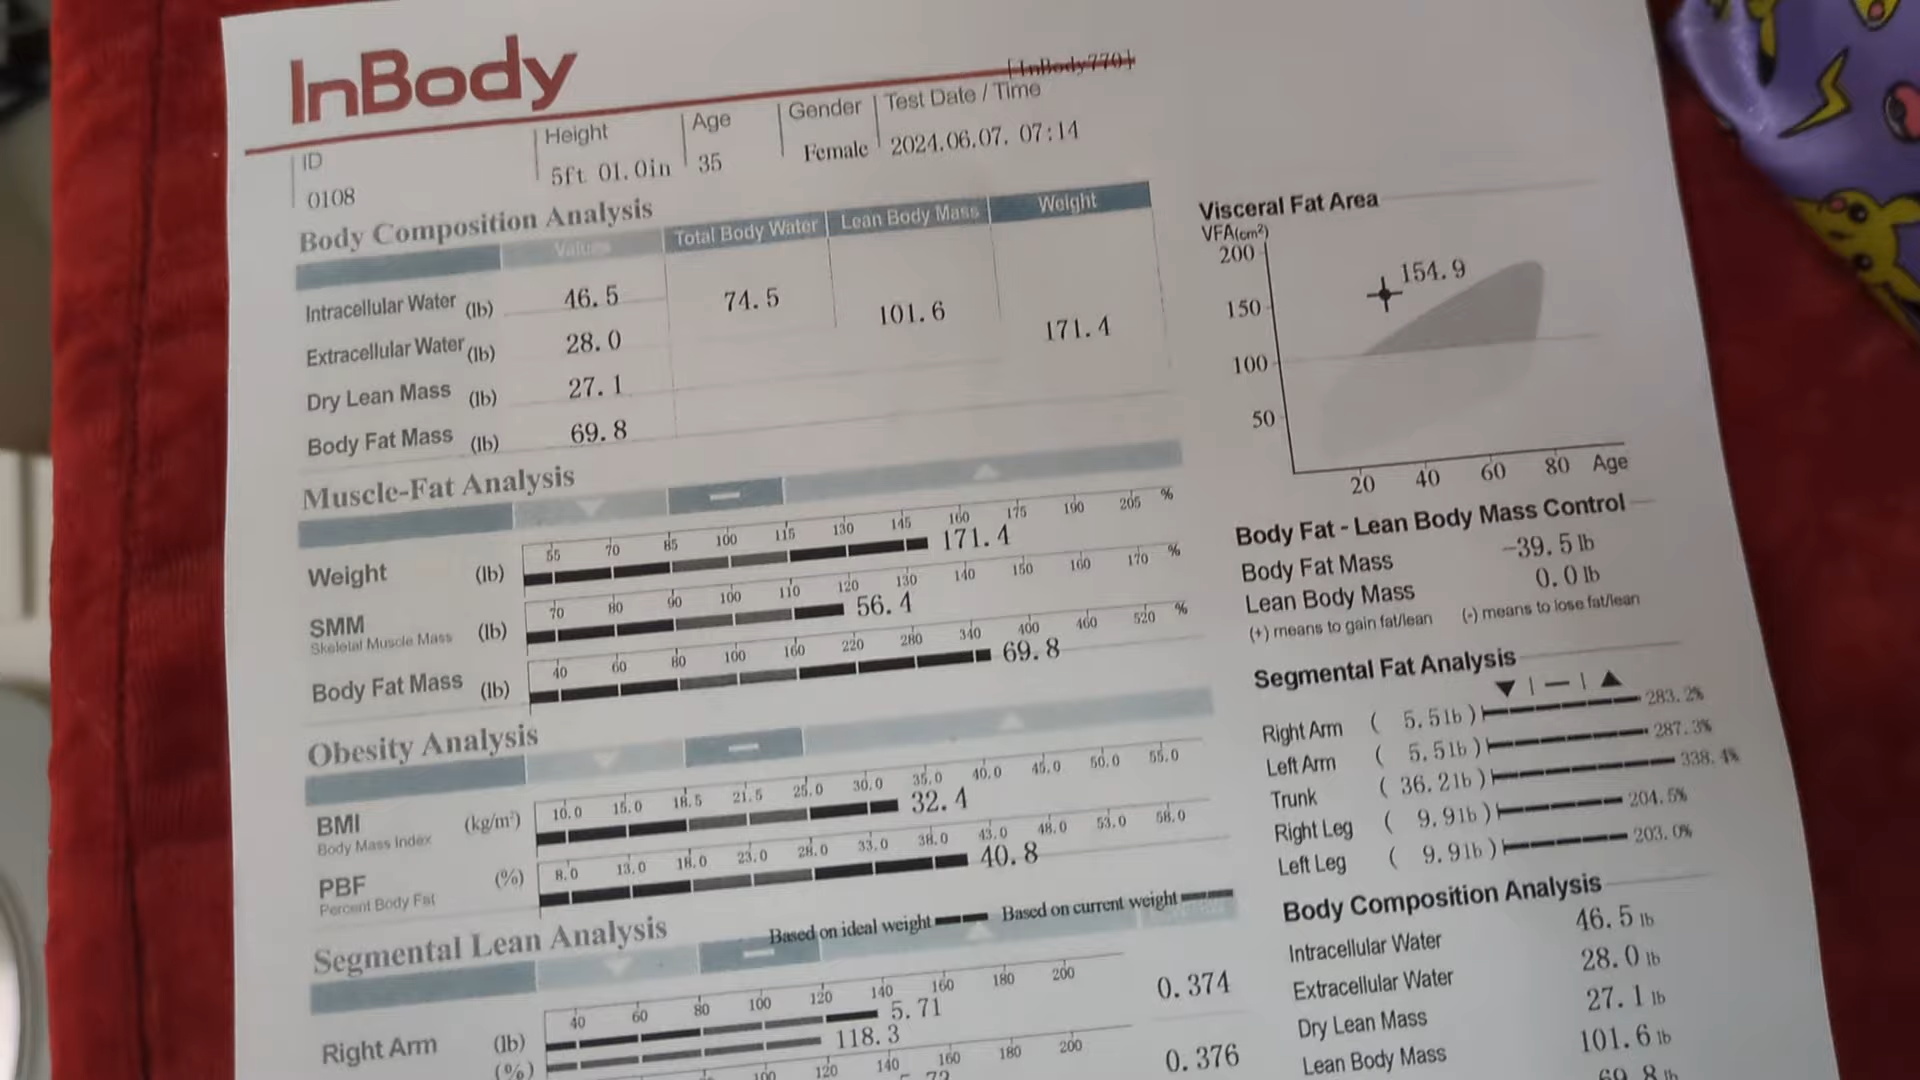 InBody
[InBody770]
ID Height Age Gender Test Date / Time
0108 5ft 01.0in 35 Female 2024.06.07. 07:14
Body Composition Analysis
Values Total Body Water Lean Body Mass Weight
Intracellular Water (lb) 46.5 74.5 101.6 171.4
Extracellular Water (lb) 28.0
Dry Lean Mass (lb) 27.1
Body Fat Mass (lb) 69.8
Muscle-Fat Analysis
55 70 85 100 115 130 145 160 175 190 205 %
Weight (lb) 171.4
70 80 90 100 110 120 130 140 150 160 170 %
SMM (lb) 56.4
Skeletal Muscle Mass
40 60 80 100 160 220 280 340 400 460 520 %
Body Fat Mass (lb) 69.8
Obesity Analysis
10.0 15.0 18.5 21.5 25.0 30.0 35.0 40.0 45.0 50.0 55.0
BMI (kg/m²) 32.4
Body Mass Index
8.0 13.0 18.0 23.0 28.0 33.0 38.0 43.0 48.0 53.0 58.0
PBF (%) 40.8
Percent Body Fat
Segmental Lean Analysis
Based on ideal weight Based on current weight
40 60 80 100 120 140 160 180 200
Right Arm (lb) 5.71 0.374
(%) 118.3
100 120 140 160 180 200
0.376
Visceral Fat Area
VFA(cm²)
200
154.9
150
100
50
20 40 60 80 Age
Body Fat - Lean Body Mass Control
Body Fat Mass -39.5 lb
Lean Body Mass 0.0 lb
(+) means to gain fat/lean (-) means to lose fat/lean
Segmental Fat Analysis
Right Arm ( 5.5lb ) 283.2%
Left Arm ( 5.5lb ) 287.3%
Trunk ( 36.2lb ) 338.4%
Right Leg ( 9.9lb ) 204.5%
Left Leg ( 9.9lb ) 203.0%
Body Composition Analysis
Intracellular Water 46.5 lb
Extracellular Water 28.0 lb
Dry Lean Mass 27.1 lb
Lean Body Mass 101.6 lb
69.8 lb